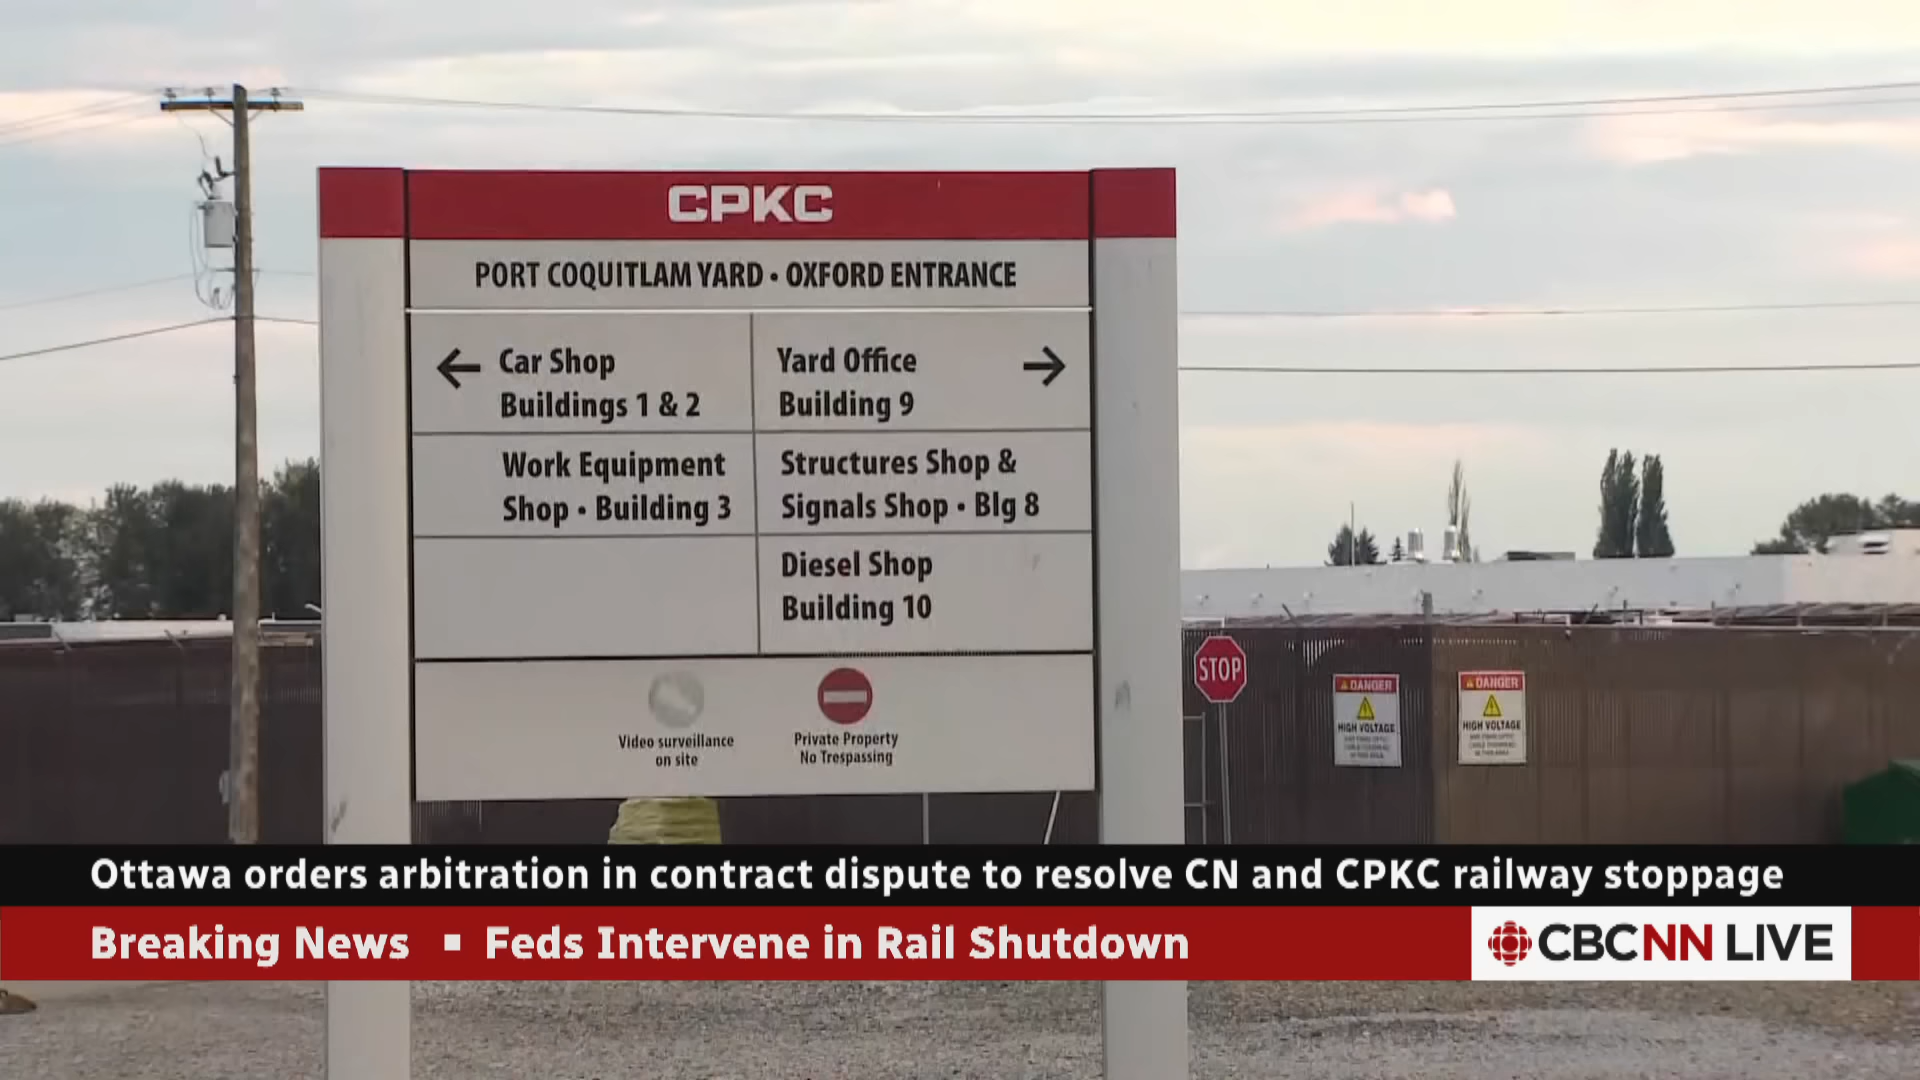 CPKC
PORT COQUITLAM YARD • OXFORD ENTRANCE
← Car Shop
Buildings 1 & 2
Yard Office →
Building 9
Work Equipment
Shop • Building 3
Structures Shop &
Signals Shop • Blg 8
Diesel Shop
Building 10
Video surveillance
on site
Private Property
No Trespassing
STOP
DANGER
HIGH VOLTAGE
DANGER
HIGH VOLTAGE
Ottawa orders arbitration in contract dispute to resolve CN and CPKC railway stoppage
Breaking News ▪ Feds Intervene in Rail Shutdown
CBCNN LIVE